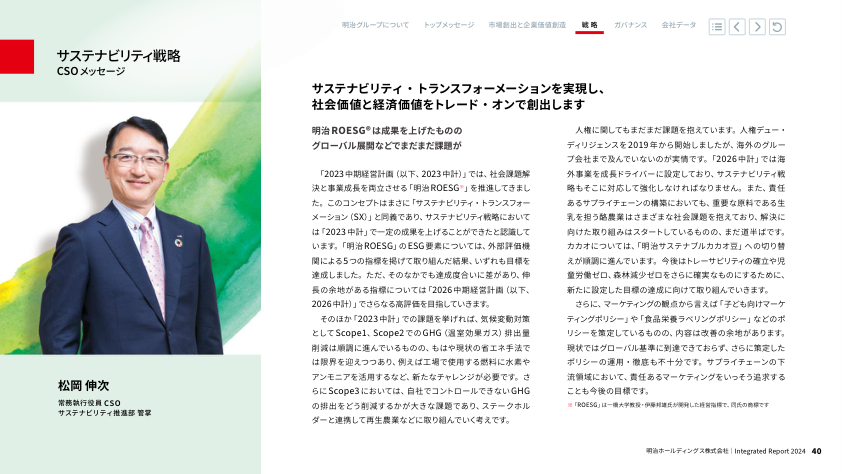 明治グループについて トップメッセージ 市場創出と企業価値創造 戦略 ガバナンス 会社データ
サステナビリティ戦略
CSOメッセージ
松岡 伸次
常務執行役員 CSO
サステナビリティ推進部 管掌
サステナビリティ・トランスフォーメーションを実現し、
社会価値と経済価値をトレード・オンで創出します
明治ROESG®は成果を上げたものの
グローバル展開などでまだまだ課題が
「2023中期経営計画（以下、2023中計）」では、社会課題解
決と事業成長を両立させる「明治ROESG※」を推進してきまし
た。このコンセプトはまさに「サステナビリティ・トランスフォー
メーション（SX）」と同義であり、サステナビリティ戦略において
は「2023中計」で一定の成果を上げることができたと認識して
います。「明治ROESG」のESG要素については、外部評価機
関による5つの指標を掲げて取り組んだ結果、いずれも目標を
達成しました。ただ、そのなかでも達成度合いに差があり、伸
長の余地がある指標については「2026中期経営計画（以下、
2026中計）」でさらなる高評価を目指していきます。
そのほか「2023中計」での課題を挙げれば、気候変動対策
としてScope1、Scope2でのGHG（温室効果ガス）排出量
削減は順調に進んでいるものの、もはや現状の省エネ手法で
は限界を迎えつつあり、例えば工場で使用する燃料に水素や
アンモニアを活用するなど、新たなチャレンジが必要です。さ
らにScope3においては、自社でコントロールできないGHG
の排出をどう削減するかが大きな課題であり、ステークホル
ダーと連携して再生農業などに取り組んでいく考えです。
人権に関してもまだまだ課題を抱えています。人権デュー・
ディリジェンスを2019年から開始しましたが、海外のグルー
プ会社まで及んでいないのが実情です。「2026中計」では海
外事業を成長ドライバーに設定しており、サステナビリティ戦
略もそこに対応して強化しなければなりません。また、責任
あるサプライチェーンの構築においても、重要な原料である生
乳を担う酪農業はさまざまな社会課題を抱えており、解決に
向けた取り組みはスタートしているものの、まだ道半ばです。
カカオについては、「明治サステナブルカカオ豆」への切り替
えが順調に進んでいます。今後はトレーサビリティの確立や児
童労働ゼロ、森林減少ゼロをさらに確実なものにするために、
新たに設定した目標の達成に向けて取り組んでいきます。
さらに、マーケティングの観点から言えば「子ども向けマーケ
ティングポリシー」や「食品栄養ラベリングポリシー」などのポ
リシーを策定しているものの、内容は改善の余地があります。
現状ではグローバル基準に到達できておらず、さらに策定した
ポリシーの運用・徹底も不十分です。サプライチェーンの下
流領域において、責任あるマーケティングをいっそう追求する
ことも今後の目標です。
※「ROESG」は一橋大学教授・伊藤邦雄氏が開発した経営指標で、同氏の商標です
明治ホールディングス株式会社｜Integrated Report 2024 40